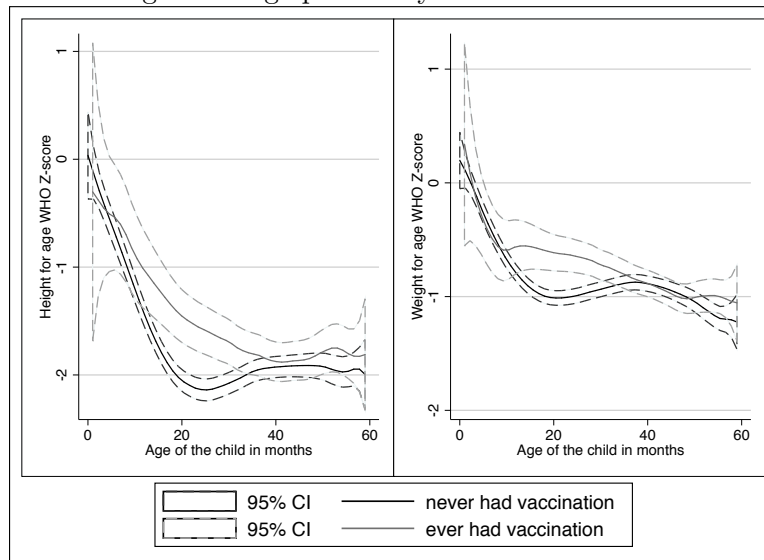 Height for age WHO Z-score
1
0
-1
-2
0
20
40
60
Age of the child in months
Weight for age WHO Z-score
1
0
-1
-2
0
20
40
60
Age of the child in months
95% CI
never had vaccination
95% CI
ever had vaccination